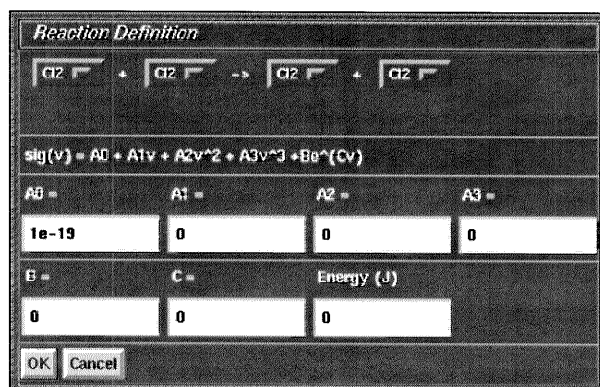 Reaction Definition
Cl2 + Cl2 -> Cl2 + Cl2
sig(v) = A0 + A1v + A2v^2 + A3v^3 +Be^(Cv)
A0 = A1 = A2 = A3 =
1e-19 0 0 0
B = C = Energy (J)
0 0 0
OK Cancel